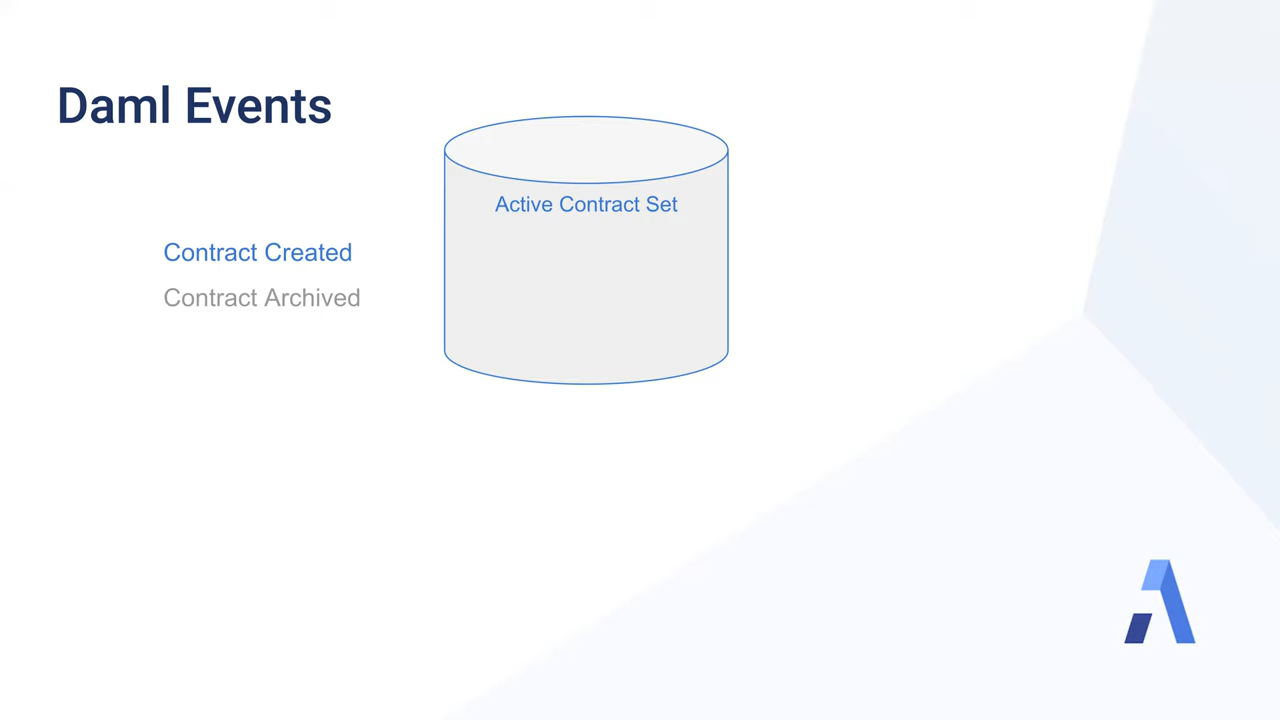 Daml Events
Active Contract Set
Contract Created
Contract Archived